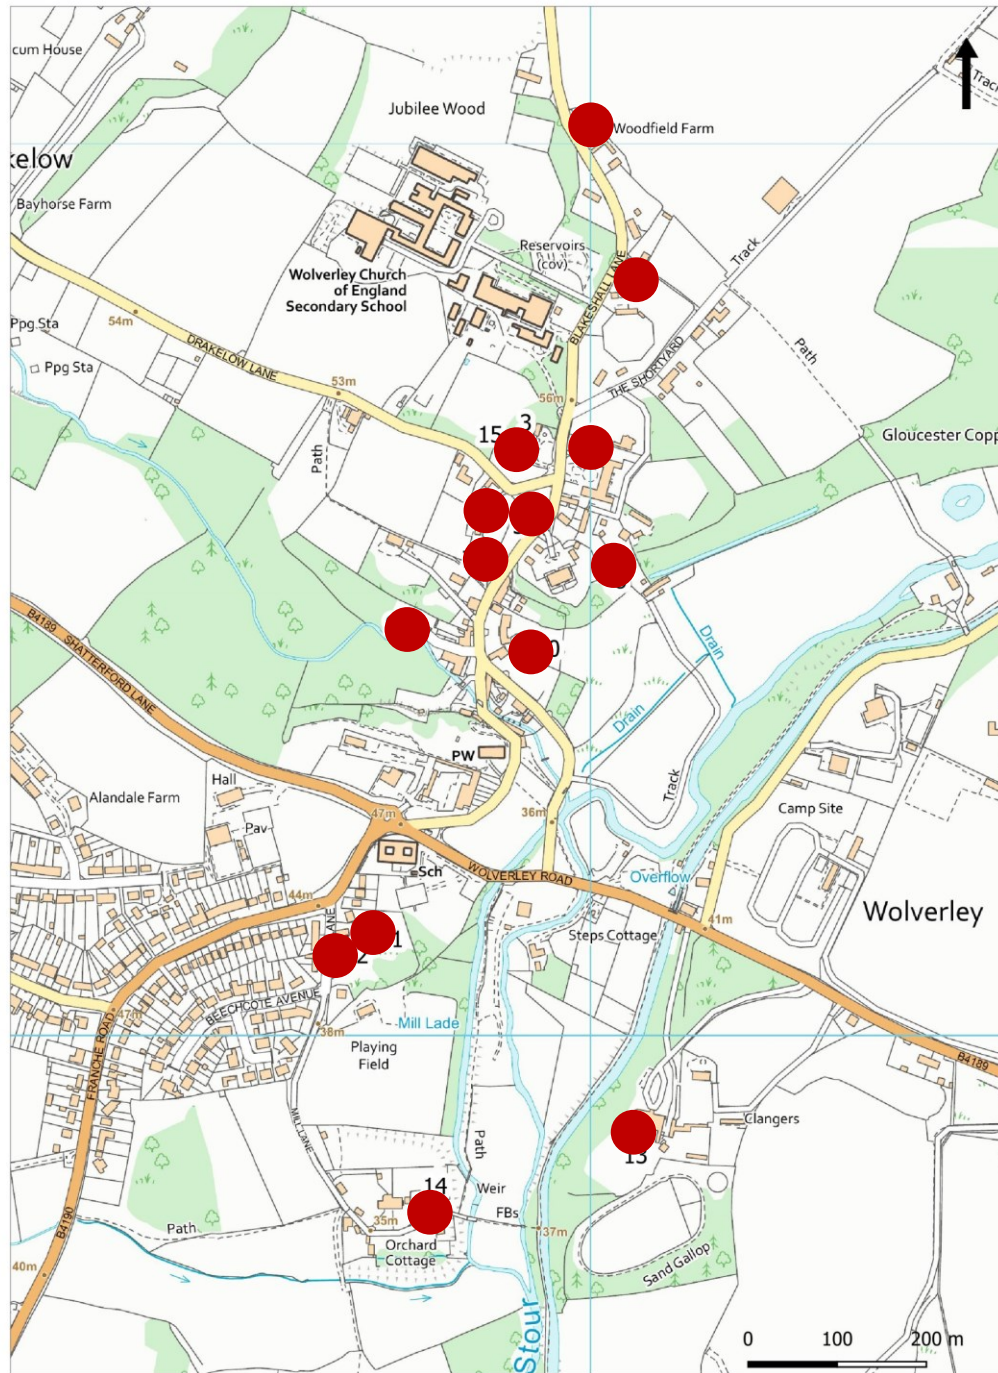 cum House
Track
Jubilee Wood
Woodfield Farm
kelow
Bayhorse Farm
Reservoirs
(cov)
Track
Wolverley Church
of England
Secondary School
BLAKESHALL LANE
Ppg Sta
54m
Ppg Sta
DRAKELOW LANE
53m
THE SHORTYARD
Path
56m
3
15
Path
Gloucester Copp
B4189
SHATTERFORD LANE
0
Drain
Drain
PW
Track
Hall
Alandale Farm
Pav
47m
36m
Camp Site
Sch
WOLVERLEY ROAD
Overflow
44m
LANE
41m
Wolverley
Steps Cottage
1
2
BEECHCOTE AVENUE
47m
38m
Mill Lade
Playing
Field
FRANCHE ROAD
B4189
MILL LANE
Path
Clangers
13
14
Weir
FBs
Path
35m
37m
B4190
Orchard
Cottage
40m
Sand Gallop
Stour
0 100 200 m